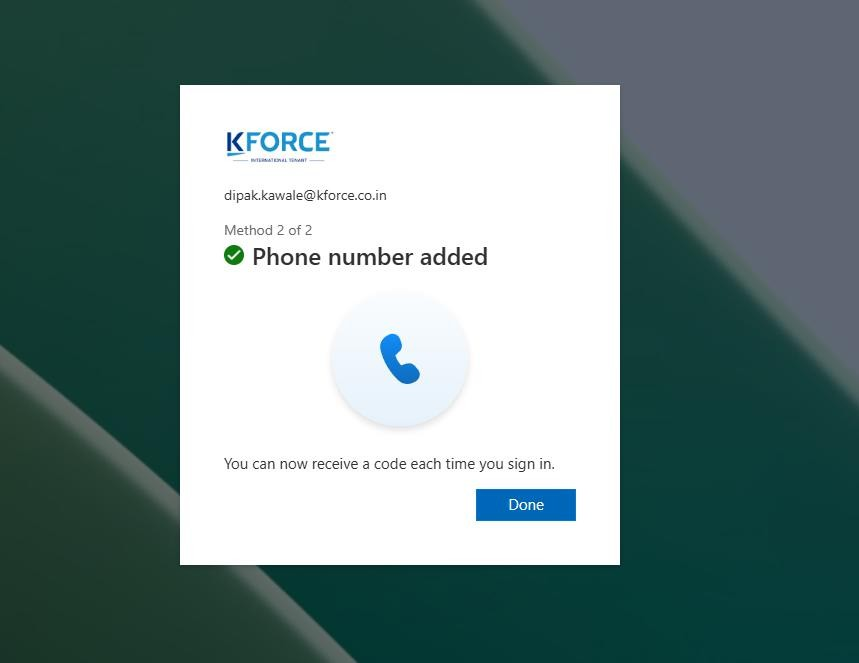 KFORCE
INTERNATIONAL TENANT
dipak.kawale@kforce.co.in
Method 2 of 2
Phone number added
You can now receive a code each time you sign in.
Done